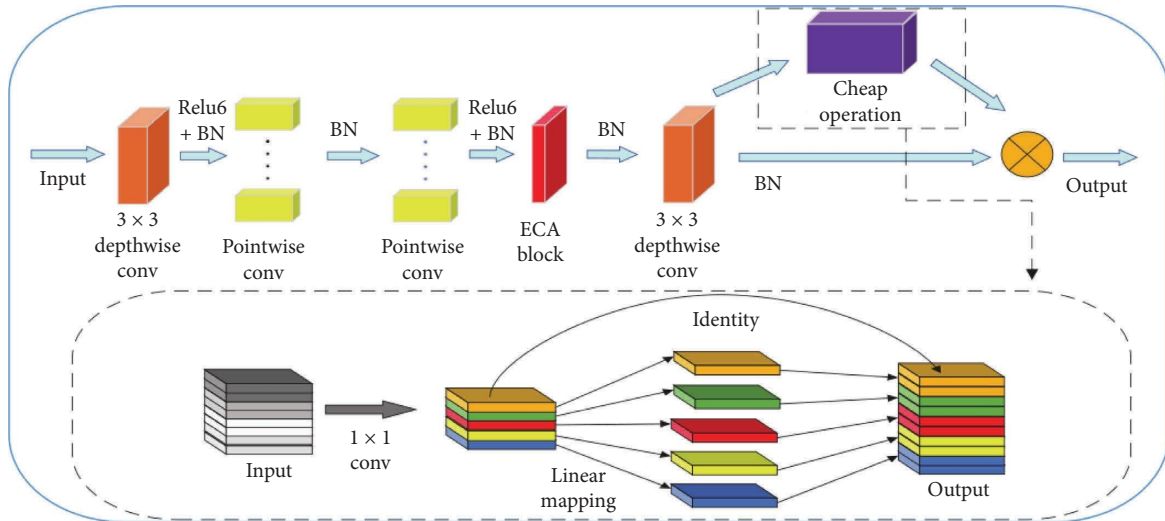 Cheap
operation
Relu6
+ BN
BN
Relu6
+ BN
BN
BN
Input
Output
3 × 3
depthwise
conv
Pointwise
conv
Pointwise
conv
ECA
block
3 × 3
depthwise
conv
Identity
1 × 1
conv
Input
Linear
mapping
Output